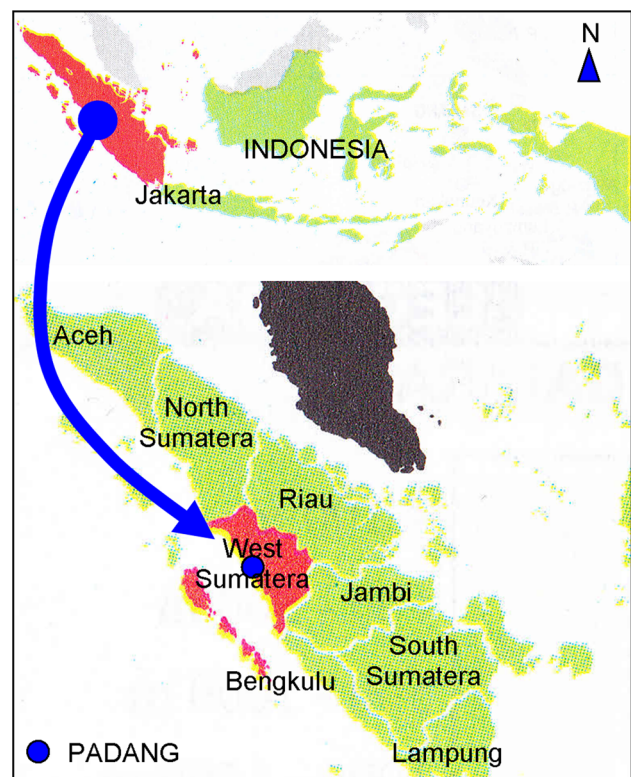 N
INDONESIA
Jakarta
Aceh
North
Sumatera
Riau
West
Sumatera
Jambi
South
Sumatera
Bengkulu
Lampung
PADANG